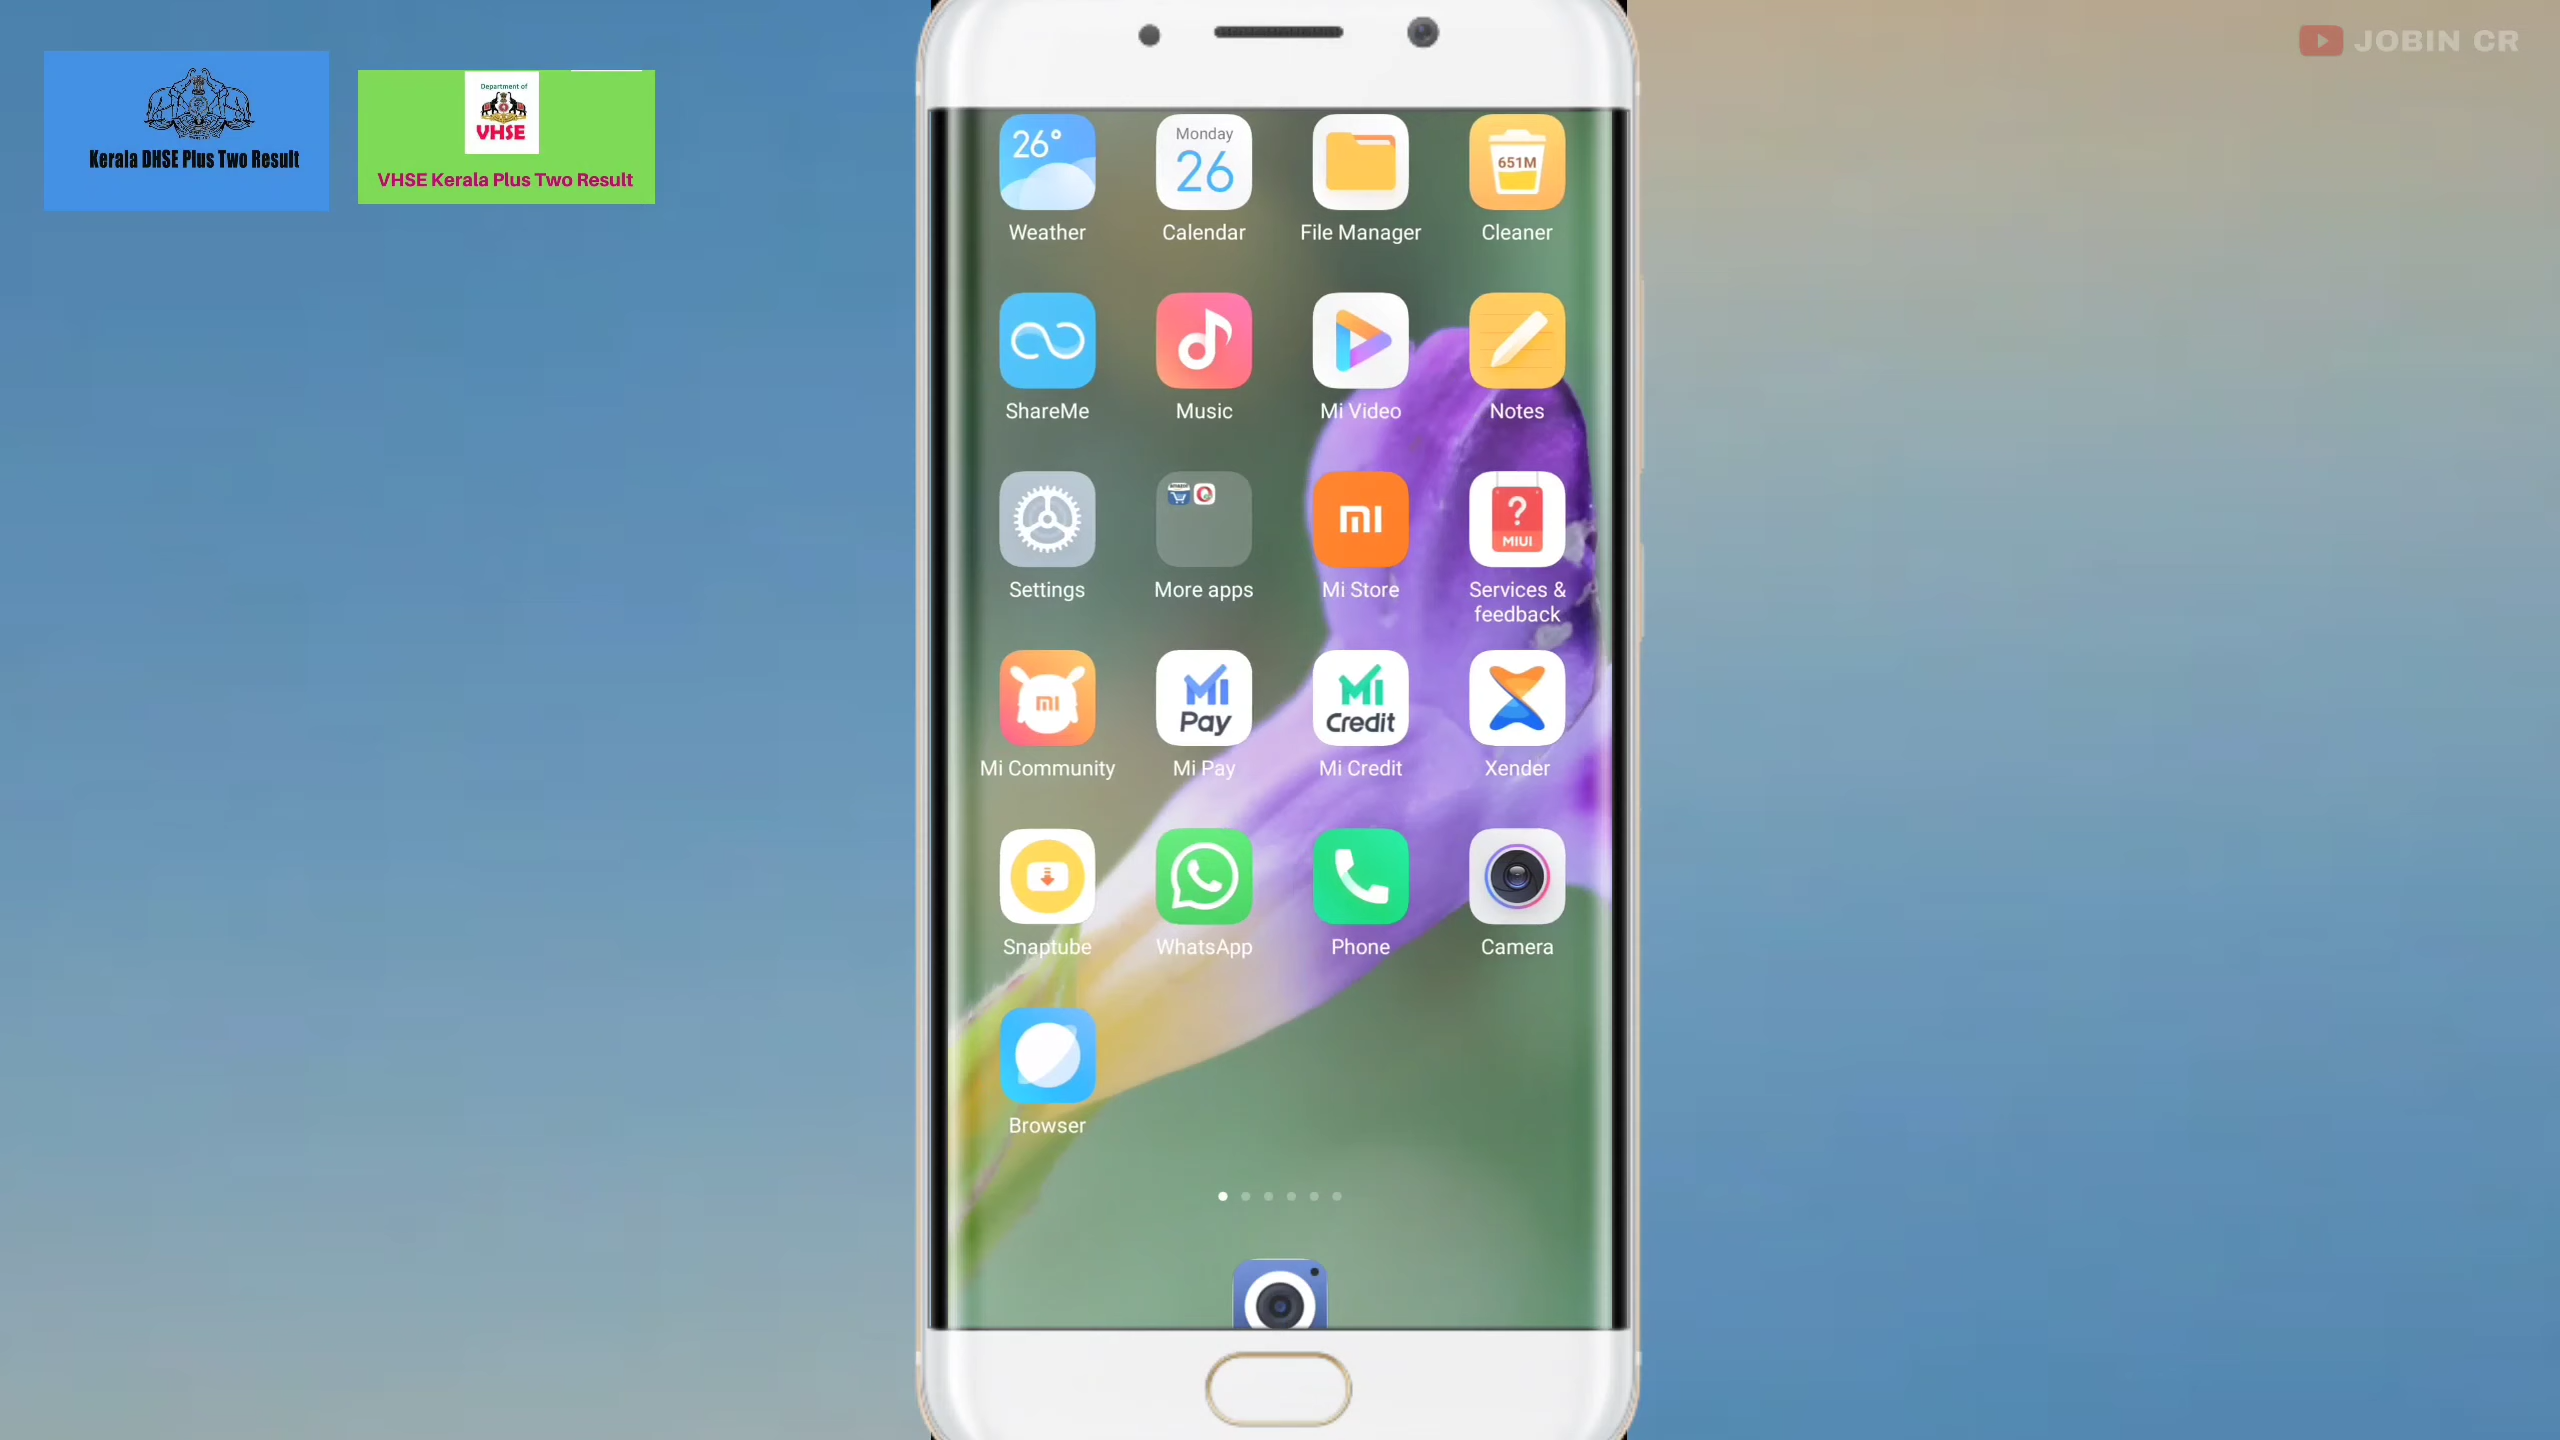 JOBIN CR
Kerala DHSE Plus Two Result
Department of
VHSE
VHSE Kerala Plus Two Result
26°
Monday
26
651M
Weather
Calendar
File Manager
Cleaner
ShareMe
Music
Mi Video
Notes
MIUI
?
Settings
More apps
Mi Store
Services &
feedback
Pay
Credit
Mi Community
Mi Pay
Mi Credit
Xender
Snaptube
WhatsApp
Phone
Camera
Browser